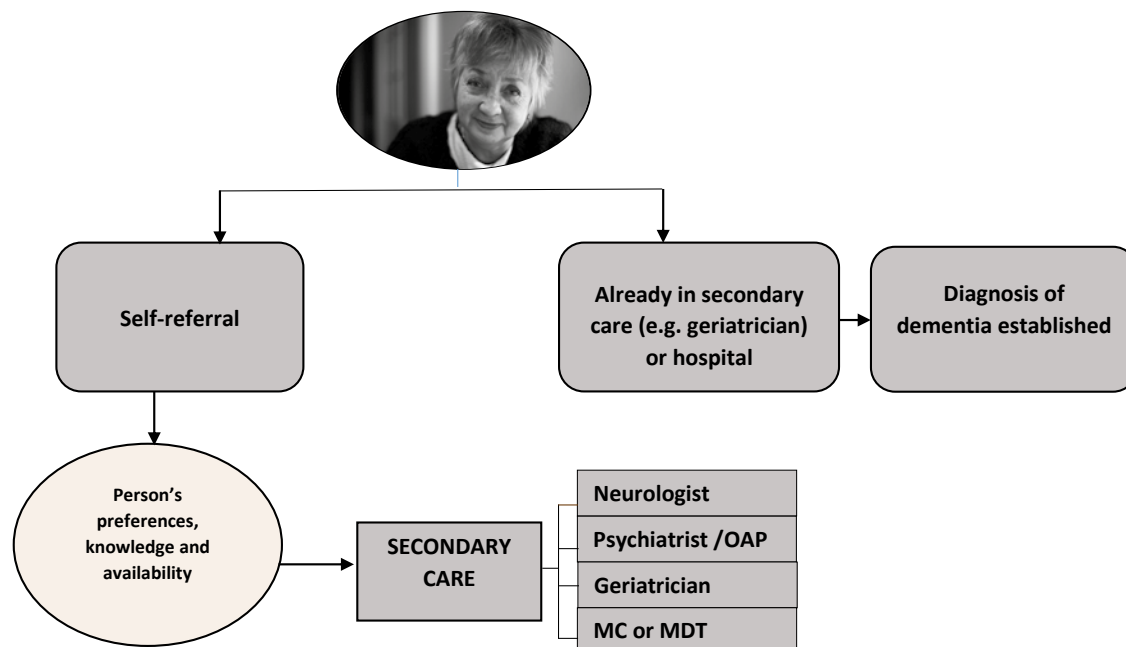 Self-referral
Already in secondary
care (e.g. geriatrician)
or hospital
Diagnosis of
dementia established
Person’s
preferences,
knowledge and
availability
SECONDARY
CARE
Neurologist
Psychiatrist /OAP
Geriatrician
MC or MDT